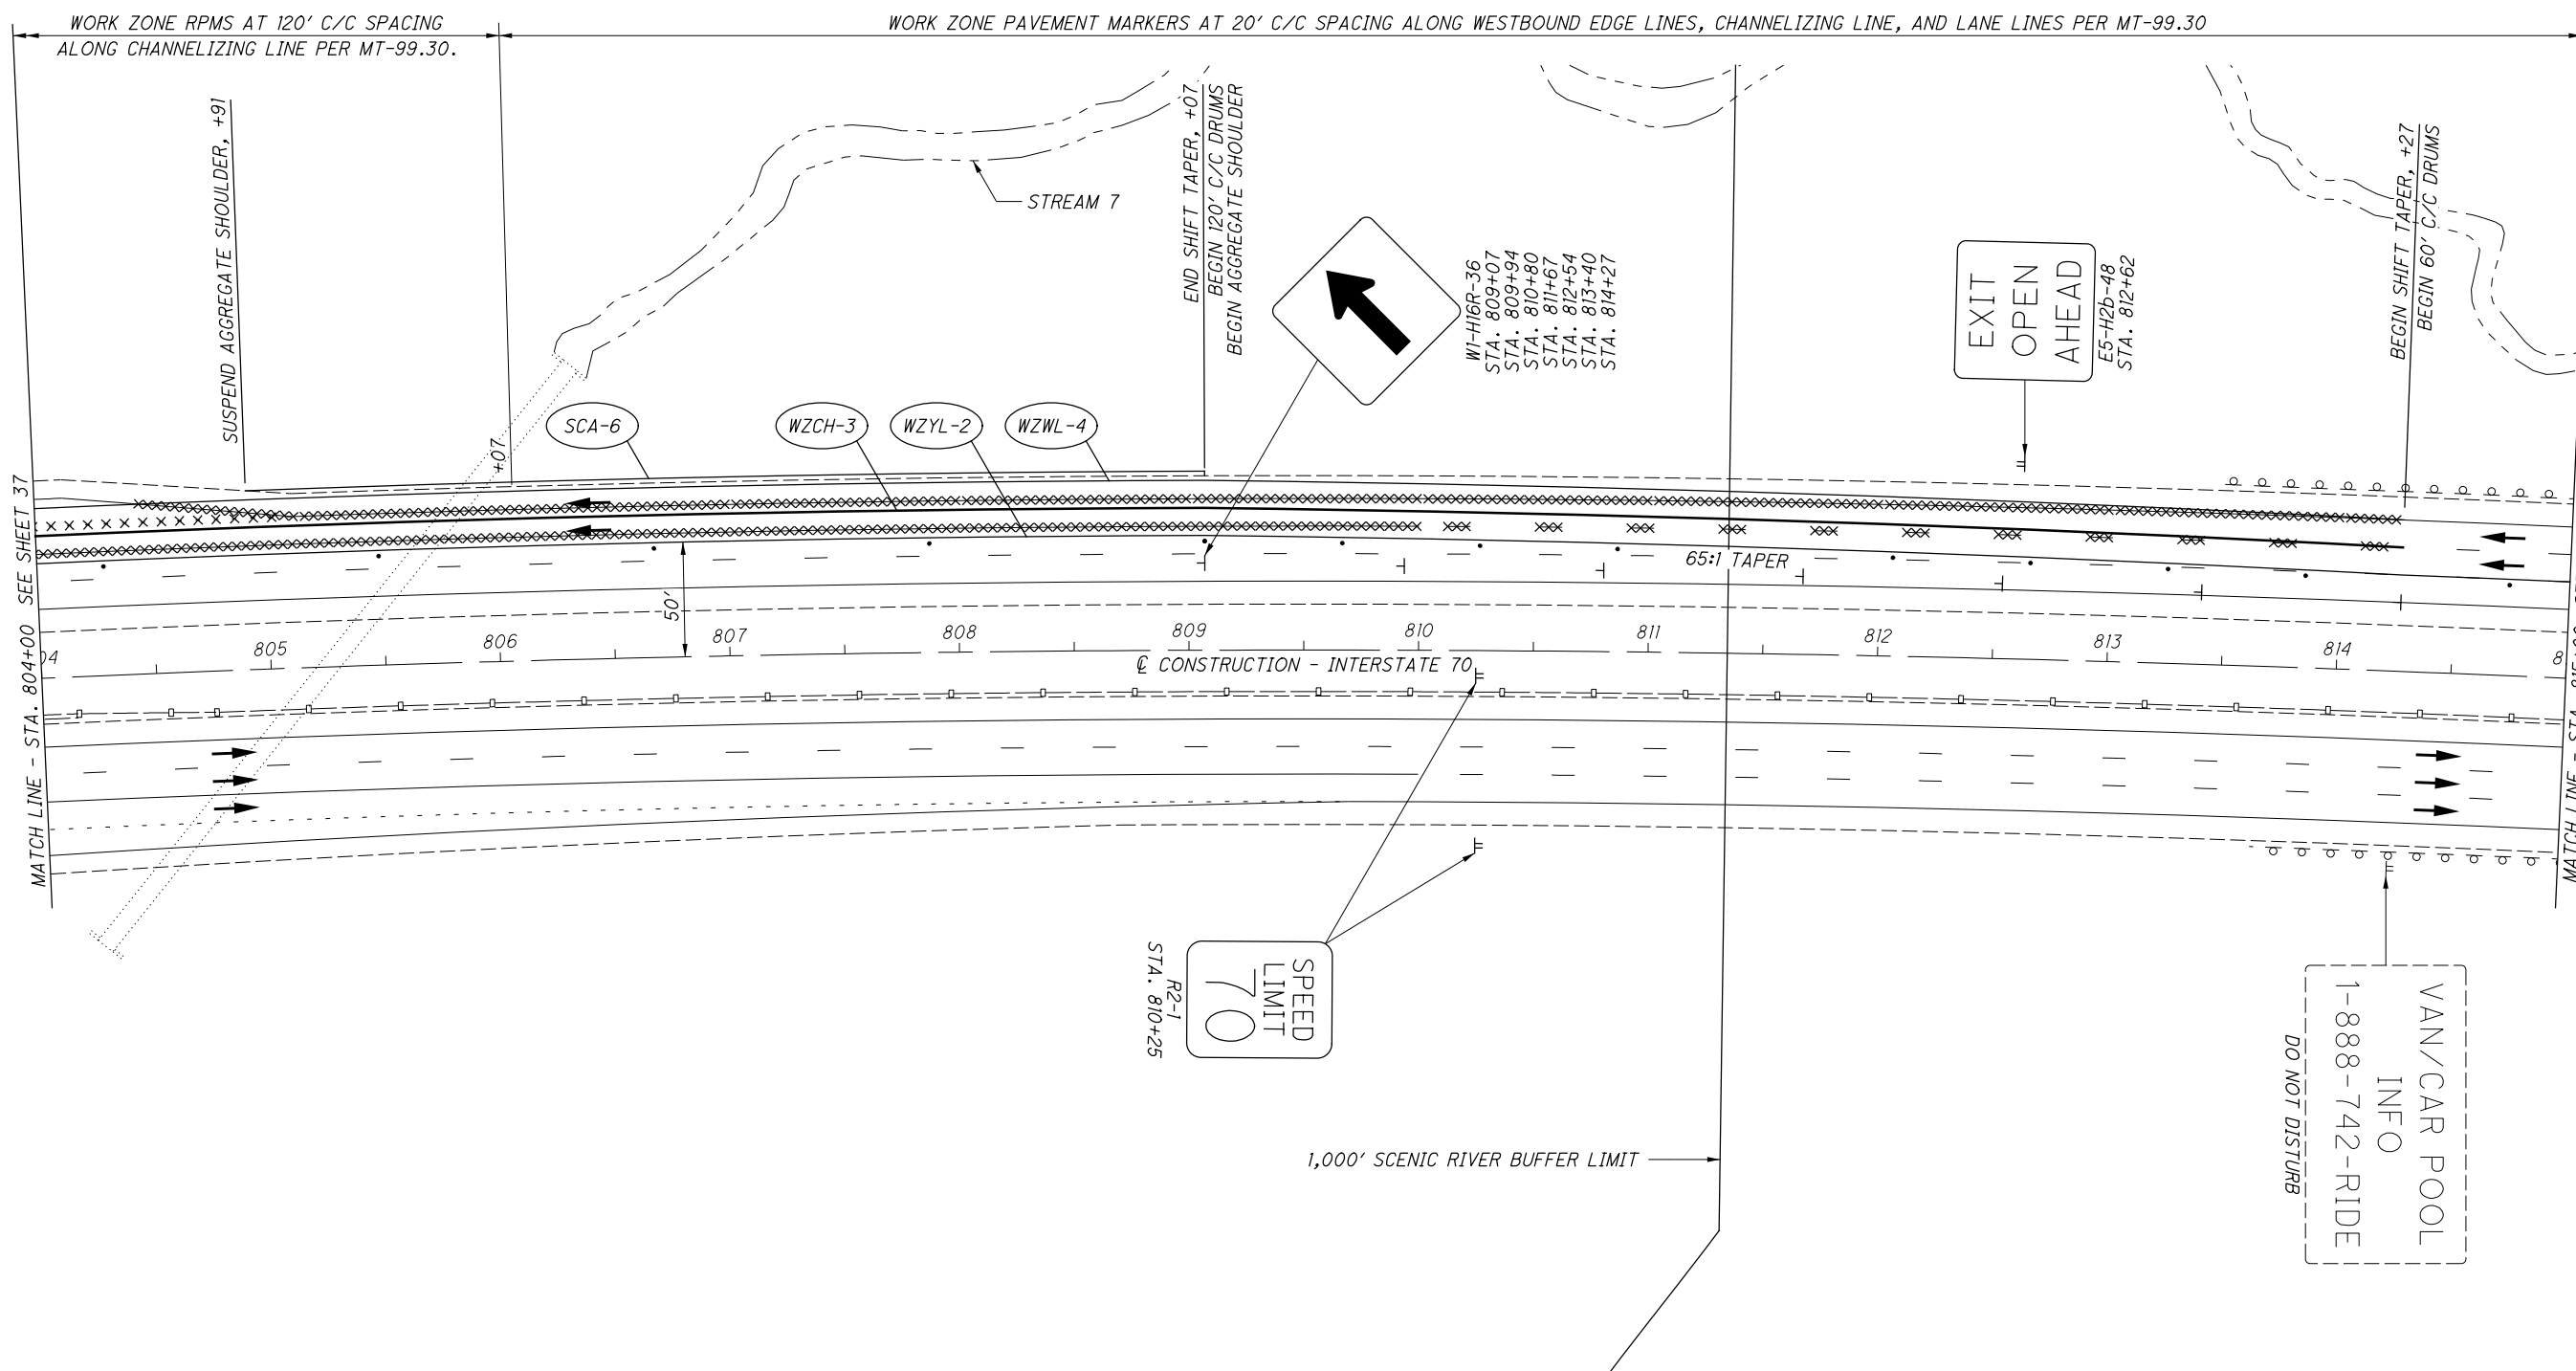 WORK ZONE RPMS AT 120' C/C SPACING
ALONG CHANNELIZING LINE PER MT-99.30.
WORK ZONE PAVEMENT MARKERS AT 20' C/C SPACING ALONG WESTBOUND EDGE LINES, CHANNELIZING LINE, AND LANE LINES PER MT-99.30
SUSPEND AGGREGATE SHOULDER, +91
+07
STREAM 7
END SHIFT TAPER, +07
BEGIN 120' C/C DRUMS
BEGIN AGGREGATE SHOULDER
W1-H16R-36
STA. 809+07
STA. 809+94
STA. 810+80
STA. 811+67
STA. 812+54
STA. 813+40
STA. 814+27
EXIT
OPEN
AHEAD
E5-H2b-48
STA. 812+62
BEGIN SHIFT TAPER, +27
BEGIN 60' C/C DRUMS
SCA-6
WZCH-3
WZYL-2
WZWL-4
MATCH LINE - STA. 804+00 SEE SHEET 37
65:1 TAPER
50'
04
805
806
807
808
809
810
811
812
813
814
8
℄ CONSTRUCTION - INTERSTATE 70
MATCH LINE - STA.
SPEED
LIMIT
70
R2-1
STA. 810+25
1,000' SCENIC RIVER BUFFER LIMIT
VAN/CAR POOL
INFO
1-888-742-RIDE
DO NOT DISTURB